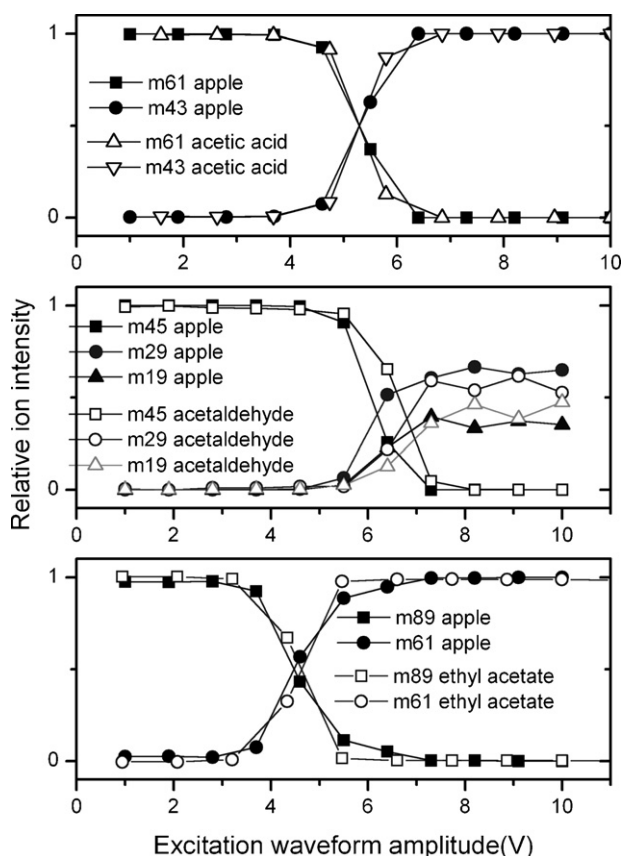 1
m61 apple
m43 apple
m61 acetic acid
m43 acetic acid
0
0 2 4 6 8 10
Relative ion intensity
1
m45 apple
m29 apple
m19 apple
m45 acetaldehyde
m29 acetaldehyde
m19 acetaldehyde
0
0 2 4 6 8 10
1
m89 apple
m61 apple
m89 ethyl acetate
m61 ethyl acetate
0
0 2 4 6 8 10
Excitation waveform amplitude(V)